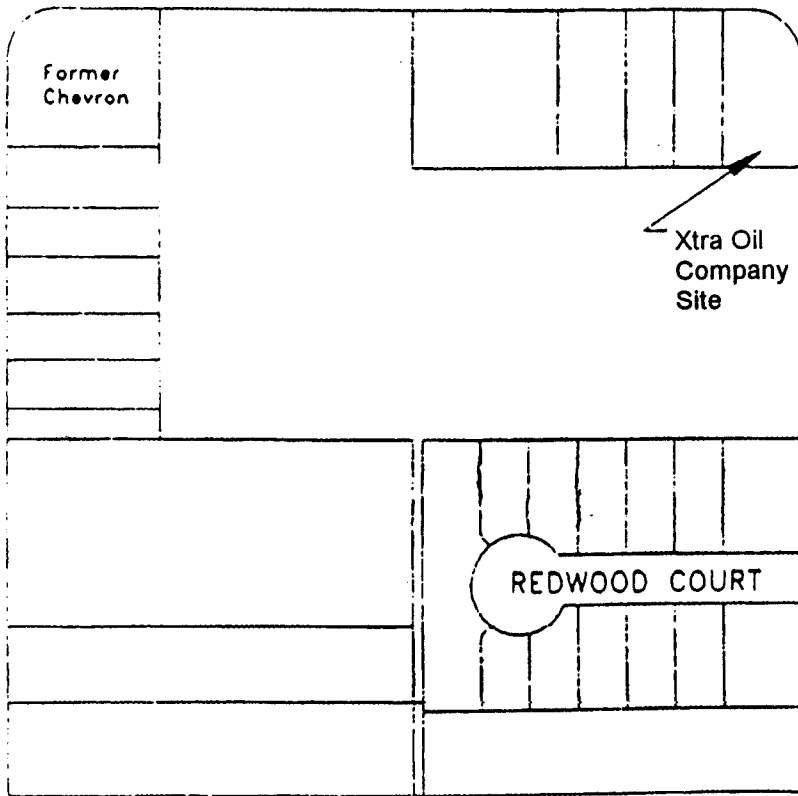 Former
Chevron
Xtra Oil
Company
Site
REDWOOD COURT